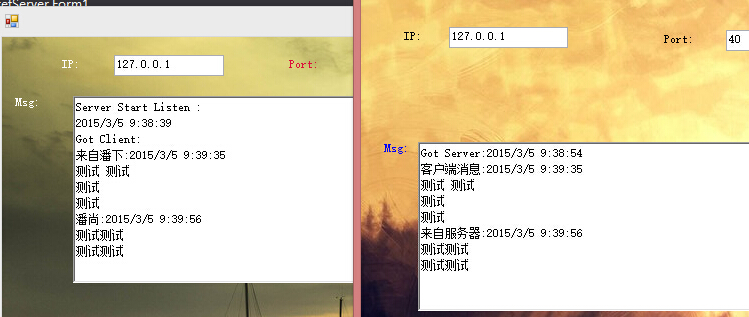 etServer.Form1
IP:
127.0.0.1
Port:
Msg:
Server Start Listen :
2015/3/5 9:38:39
Got Client:
来自潘下:2015/3/5 9:39:35
测试 测试
测试
测试
潘尚:2015/3/5 9:39:56
测试测试
测试测试
IP:
127.0.0.1
Port:
40
Msg:
Got Server:2015/3/5 9:38:54
客户端消息:2015/3/5 9:39:35
测试 测试
测试
测试
来自服务器:2015/3/5 9:39:56
测试测试
测试测试